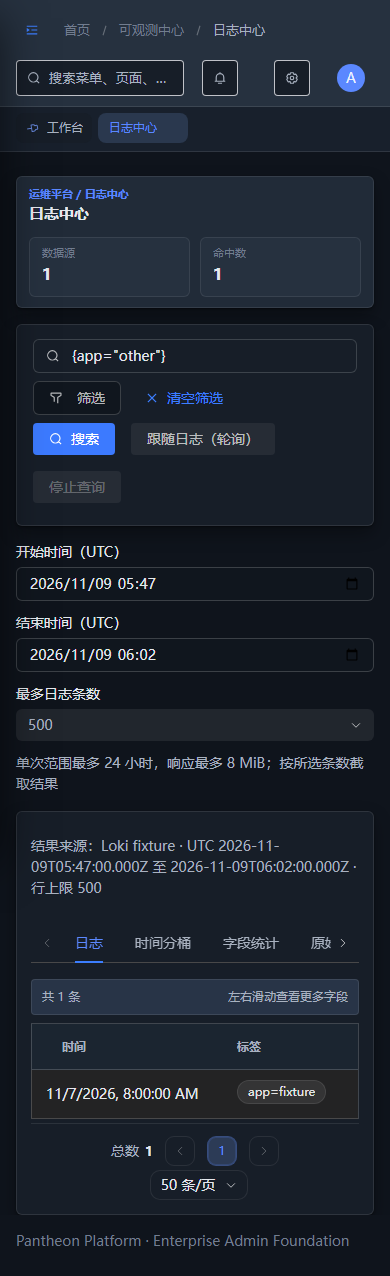 首页 / 可观测中心 / 日志中心
搜索菜单、页面、... A
工作台 日志中心
运维平台 / 日志中心
日志中心
数据源 命中数
1 1
{app="other"}
筛选 清空筛选
搜索 跟随日志（轮询）
停止查询
开始时间（UTC）
2026/11/09 05:47
结束时间（UTC）
2026/11/09 06:02
最多日志条数
500
单次范围最多 24 小时，响应最多 8 MiB；按所选条数截
取结果
结果来源：Loki fixture · UTC 2026-11-
09T05:47:00.000Z 至 2026-11-09T06:02:00.000Z ·
行上限 500
日志 时间分桶 字段统计
共 1 条 左右滑动查看更多字段
时间 标签
11/7/2026, 8:00:00 AM app=fixture
总数 1 1
50 条/页
Pantheon Platform · Enterprise Admin Foundation